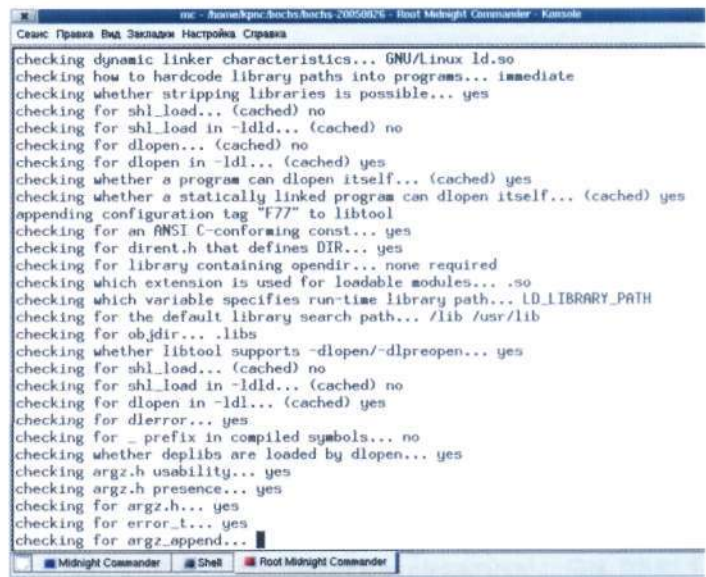 mc - /home/kpnc/bochs/bochs-20050826 - Root Midnight Commander - Konsole
Сеанс Правка Вид Закладки Настройка Справка
checking dynamic linker characteristics... GNU/Linux ld.so
checking how to hardcode library paths into programs... immediate
checking whether stripping libraries is possible... yes
checking for shl_load... (cached) no
checking for shl_load in -ldld... (cached) no
checking for dlopen... (cached) no
checking for dlopen in -ldl... (cached) yes
checking whether a program can dlopen itself... (cached) yes
checking whether a statically linked program can dlopen itself... (cached) yes
appending configuration tag "F77" to libtool
checking for an ANSI C-conforming const... yes
checking for dirent.h that defines DIR... yes
checking for library containing opendir... none required
checking which extension is used for loadable modules... .so
checking which variable specifies run-time library path... LD_LIBRARY_PATH
checking for the default library search path... /lib /usr/lib
checking for objdir... .libs
checking whether libtool supports -dlopen/-dlpreopen... yes
checking for shl_load... (cached) no
checking for shl_load in -ldld... (cached) no
checking for dlopen in -ldl... (cached) yes
checking for dlerror... yes
checking for _ prefix in compiled symbols... no
checking whether deplibs are loaded by dlopen... yes
checking argz.h usability... yes
checking argz.h presence... yes
checking for argz.h... yes
checking for error_t... yes
checking for argz_append...
Midnight Commander Shell Root Midnight Commander